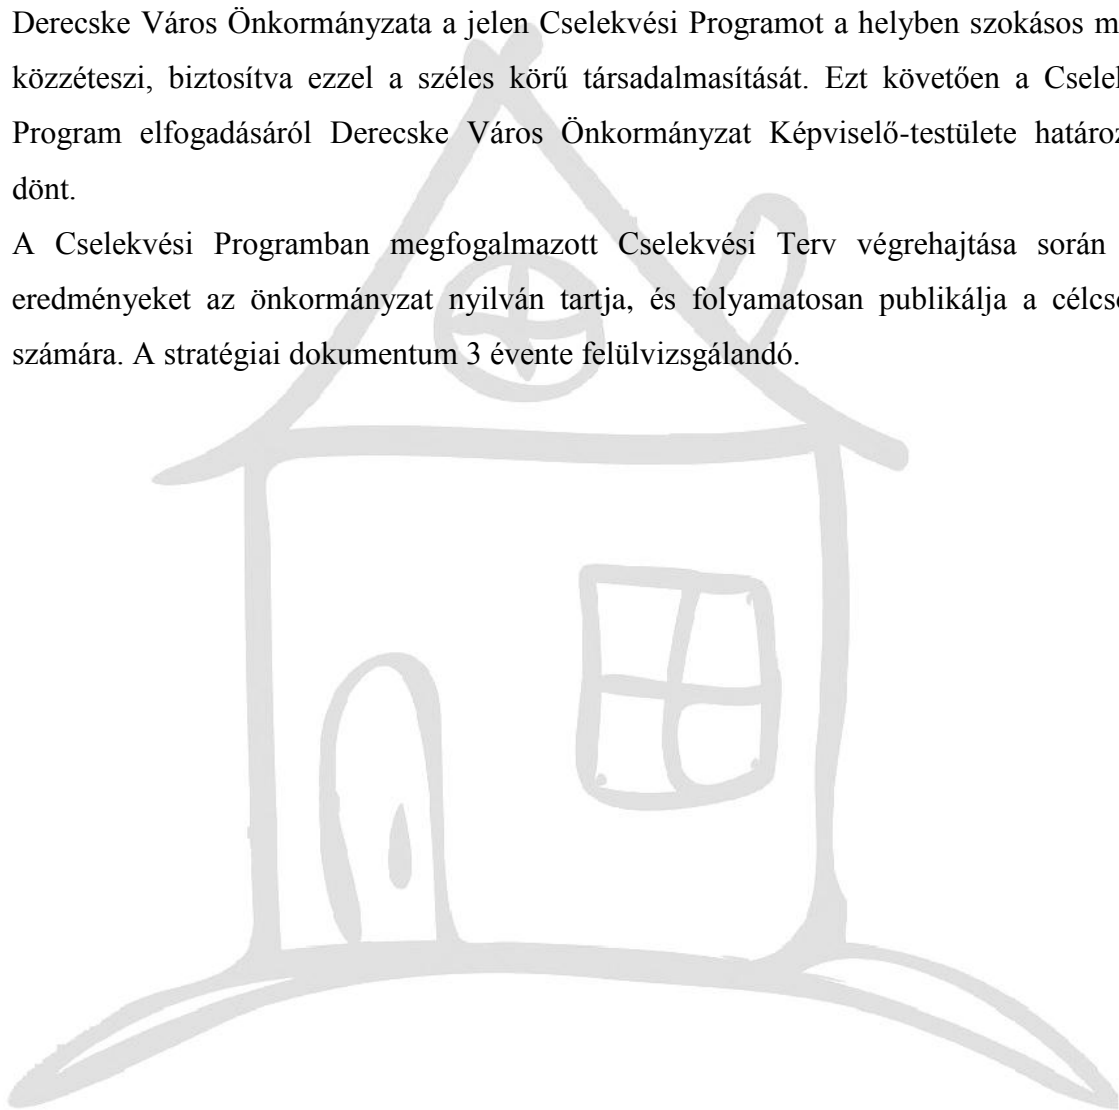 Derecske Város Önkormányzata a jelen Cselekvési Programot a helyben szokásos m
közzéteszi, biztosítva ezzel a széles körű társadalmasítását. Ezt követően a Csele
Program elfogadásáról Derecske Város Önkormányzat Képviselő-testülete határoz
dönt.
A Cselekvési Programban megfogalmazott Cselekvési Terv végrehajtása során
eredményeket az önkormányzat nyilván tartja, és folyamatosan publikálja a célcs
számára. A stratégiai dokumentum 3 évente felülvizsgálandó.